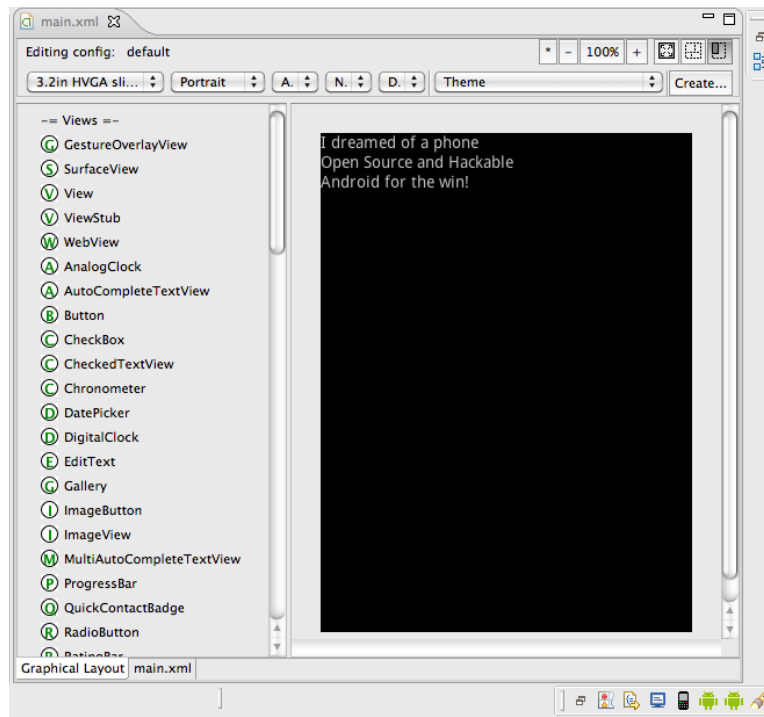 main.xml
Editing config: default
* - 100% +
3.2in HVGA sli... Portrait A. N. D. Theme Create...
-= Views =-
G GestureOverlayView
S SurfaceView
V View
V ViewStub
W WebView
A AnalogClock
A AutoCompleteTextView
B Button
C CheckBox
C CheckedTextView
C Chronometer
D DatePicker
D DigitalClock
E EditText
G Gallery
I ImageButton
I ImageView
M MultiAutoCompleteTextView
P ProgressBar
Q QuickContactBadge
R RadioButton
R RatingBar
I dreamed of a phone
Open Source and Hackable
Android for the win!
Graphical Layout main.xml